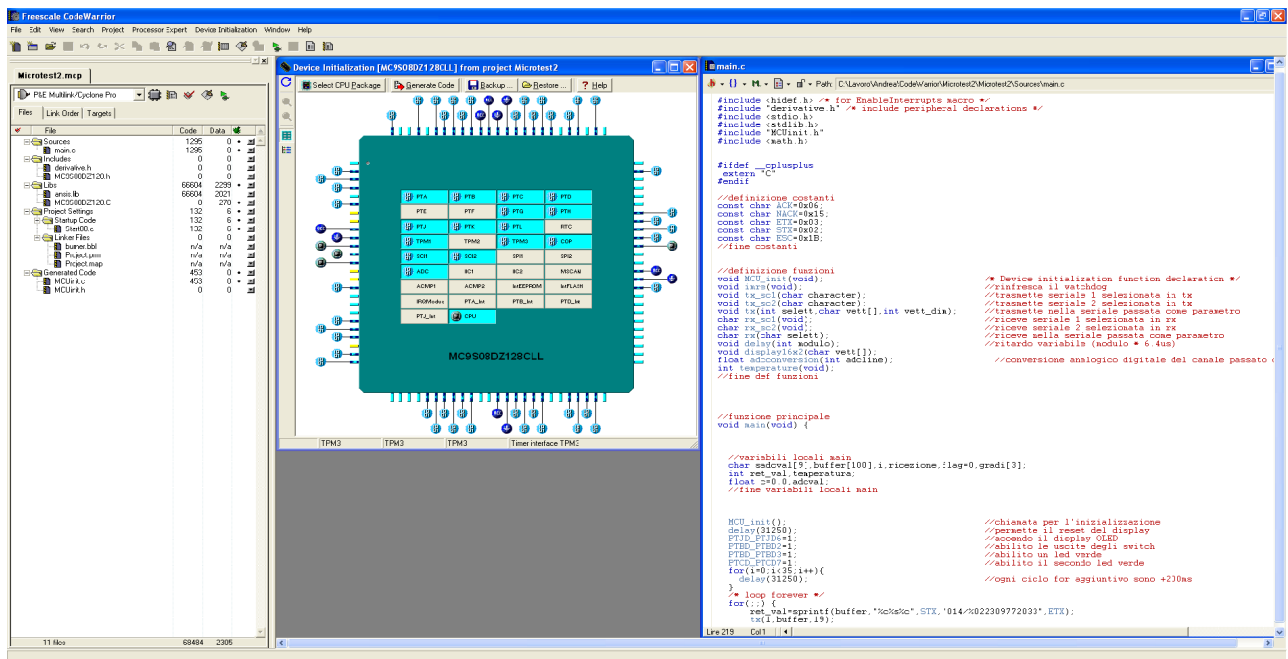 Freescale CodeWarrior
File Edit View Search Project Processor Expert Device Initialization Window Help
Microtest2.mcp
P&E Multilink/Cyclone Pro
Files Link Order Targets
File Code Data
Sources 1295 0
main.c 1295 0
Includes 0 0
derivative.h 0 0
MC9S08DZ128.h 0 0
Libs 66604 2299
ansis.lib 66604 2021
MC9S08DZ128.C 0 270
Project Settings 132 6
Startup Code 132 6
Start08.c 132 6
Linker Files 0 0
burner.bbl n/a n/a
Project.prm n/a n/a
Project.map n/a n/a
Generated Code 453 0
MCUinit.c 453 0
MCUinit.h 0 0
11 files 68484 2305
Device Initialization [MC9S08DZ128CLL] from project Microtest2
Select CPU Package Generate Code Backup ... Restore ... ? Help
PTA PTB PTC PTD
PTE PTF PTG PTH
PTJ PTK PTL RTC
TPM1 TPM2 TPM3 COP
SCI1 SCI2 SPI1 SPI2
ADC IIC1 IIC2 MSCAN
ACMP1 ACMP2 IntEEPROM IntFLASH
IRQModus PTA_Int PTB_Int PTD_Int
PTJ_Int CPU
MC9S08DZ128CLL
TPM3 TPM3 TPM3 Timer interface TPM3
main.c
Path: C:\Lavoro\Andrea\CodeWarrior\Microtest2\Microtest2\Sources\main.c
#include <hidef.h> /* for EnableInterrupts macro */
#include "derivative.h" /* include peripheral declarations */
#include <stdio.h>
#include <stdlib.h>
#include "MCUinit.h"
#include <math.h>
#ifdef __cplusplus
extern "C"
#endif
//definizione costanti
const char ACK=0x06;
const char NACK=0x15;
const char ETX=0x03;
const char STX=0x02;
const char ESC=0x1B;
//fine costanti
//definizione funzioni
void MCU_init(void); /* Device initialization function declaration */
void imrs(void); //rinfresca il watchdog
void tx_sc1(char character); //trasmette seriale 1 selezionata in tx
void tx_sc2(char character); //trasmette seriale 2 selezionata in tx
void tx(int selett,char vett[],int vett_dim); //trasmette nella seriale passata come parametro
char rx_sc1(void); //riceve seriale 1 selezionata in rx
char rx_sc2(void); //riceve seriale 2 selezionata in rx
char rx(char selett); //riceve nella seriale passata come parametro
void delay(int modulo); //ritardo variabile (modulo * 6.4us)
void display16x2(char vett[]);
float adcconversion(int adcline); //conversione analogico digitale del canale passato
int temperature(void);
//fine def funzioni
//funzione principale
void main(void) {
//variabili locali main
char sadcval[9],buffer[100],i,ricezione,flag=0,gradi[3];
int ret_val,temperatura;
float c=0.0,adcval;
//fine variabili locali main
MCU_init(); //chiamata per l'inizializzazione
delay(31250); //permette il reset del display
PTJD_PTJD6=1; //accendo il display OLED
PTBD_PTBD2=1; //abilito le uscite degli switch
PTBD_PTBD3=1; //abilito un led verde
PTCD_PTCD7=1; //abilito il secondo led verde
for(i=0;i<35;i++){
delay(31250); //ogni ciclo for aggiuntivo sono +230ms
}
/* loop forever */
for(;;) {
ret_val=sprintf(buffer,"%c%s%c",STX,"014/%022309772033",ETX);
tx(1,buffer,19);
Line 219 Col 1